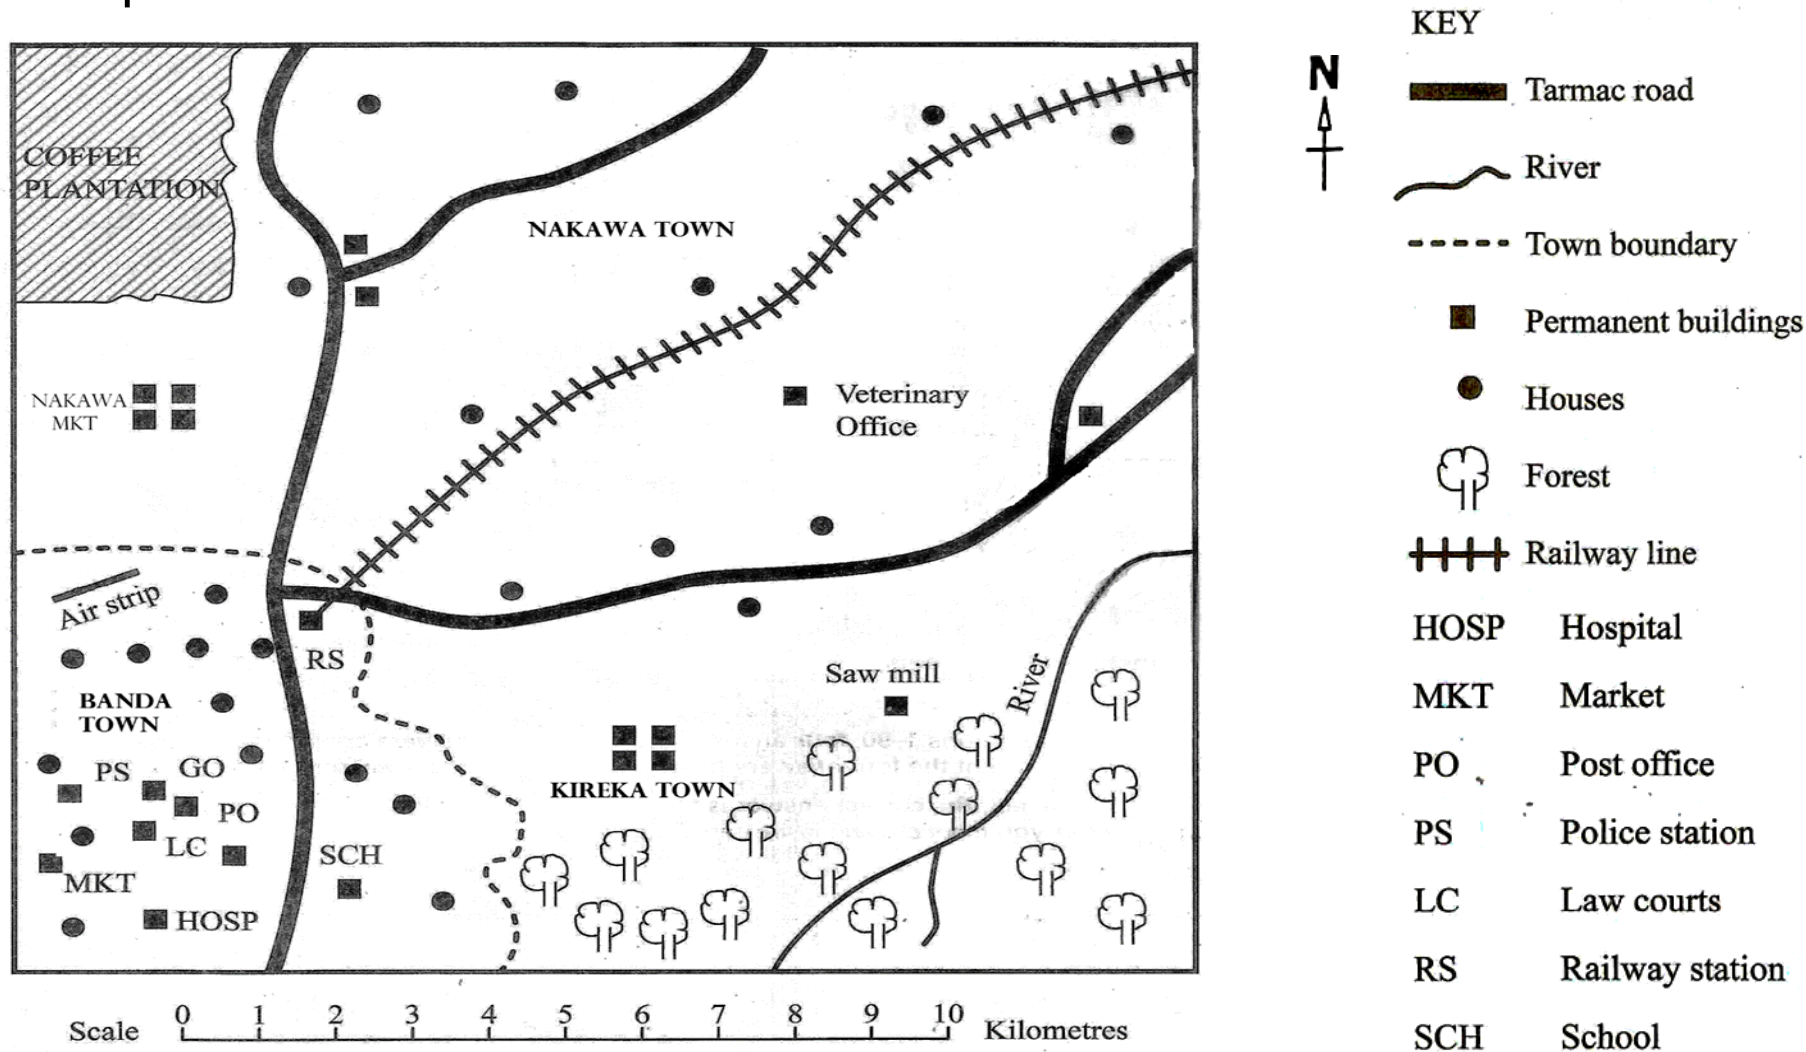 COFFEE
PLANTATION
NAKAWA TOWN
NAKAWA
MKT
Veterinary
Office
Air strip
RS
BANDA
TOWN
Saw mill
River
PS
GO
PO
LC
MKT
HOSP
SCH
KIREKA TOWN
Scale
0 1 2 3 4 5 6 7 8 9 10
Kilometres
N
KEY
Tarmac road
River
Town boundary
Permanent buildings
Houses
Forest
Railway line
HOSP Hospital
MKT Market
PO Post office
PS Police station
LC Law courts
RS Railway station
SCH School